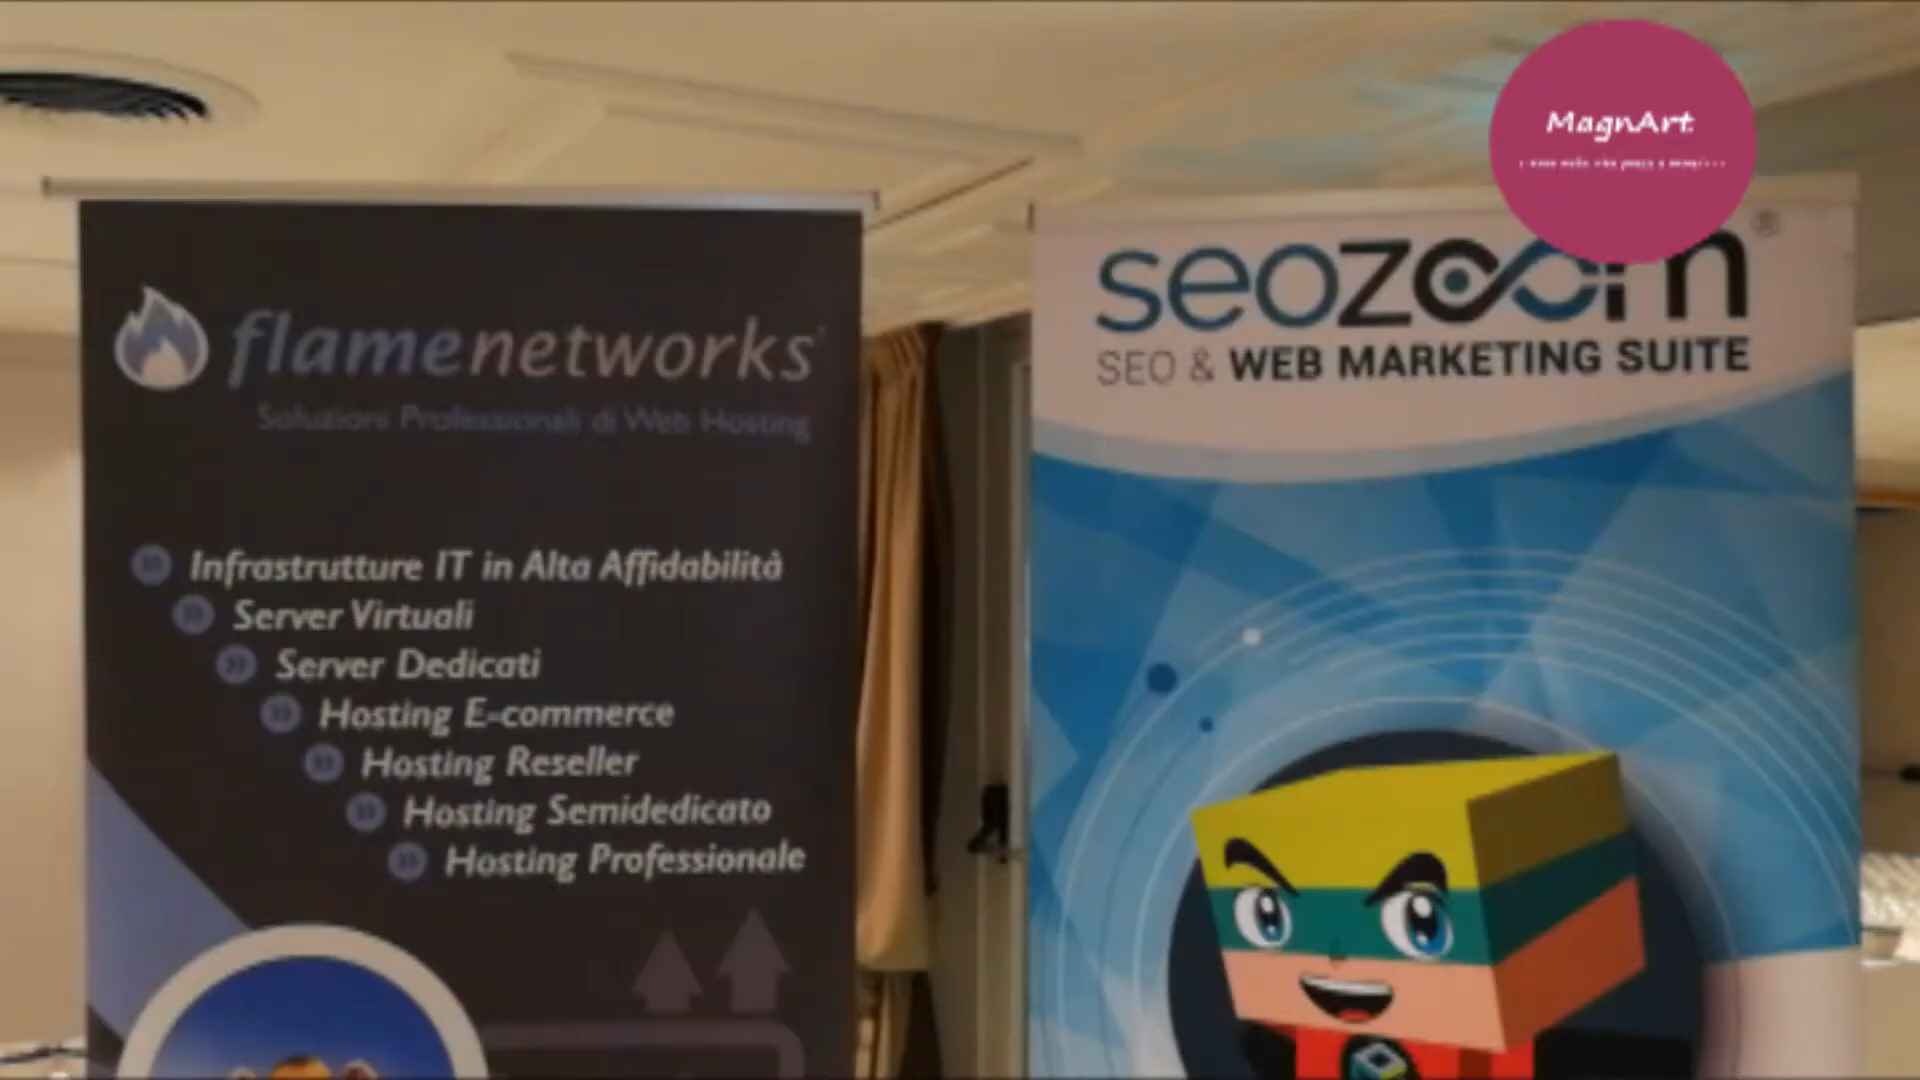 flamenetworks
Soluzioni Professionali di Web Hosting
Infrastrutture IT in Alta Affidabilità
Server Virtuali
Server Dedicati
Hosting E-commerce
Hosting Reseller
Hosting Semidedicato
Hosting Professionale
MagnArt
seozoom®
SEO & WEB MARKETING SUITE